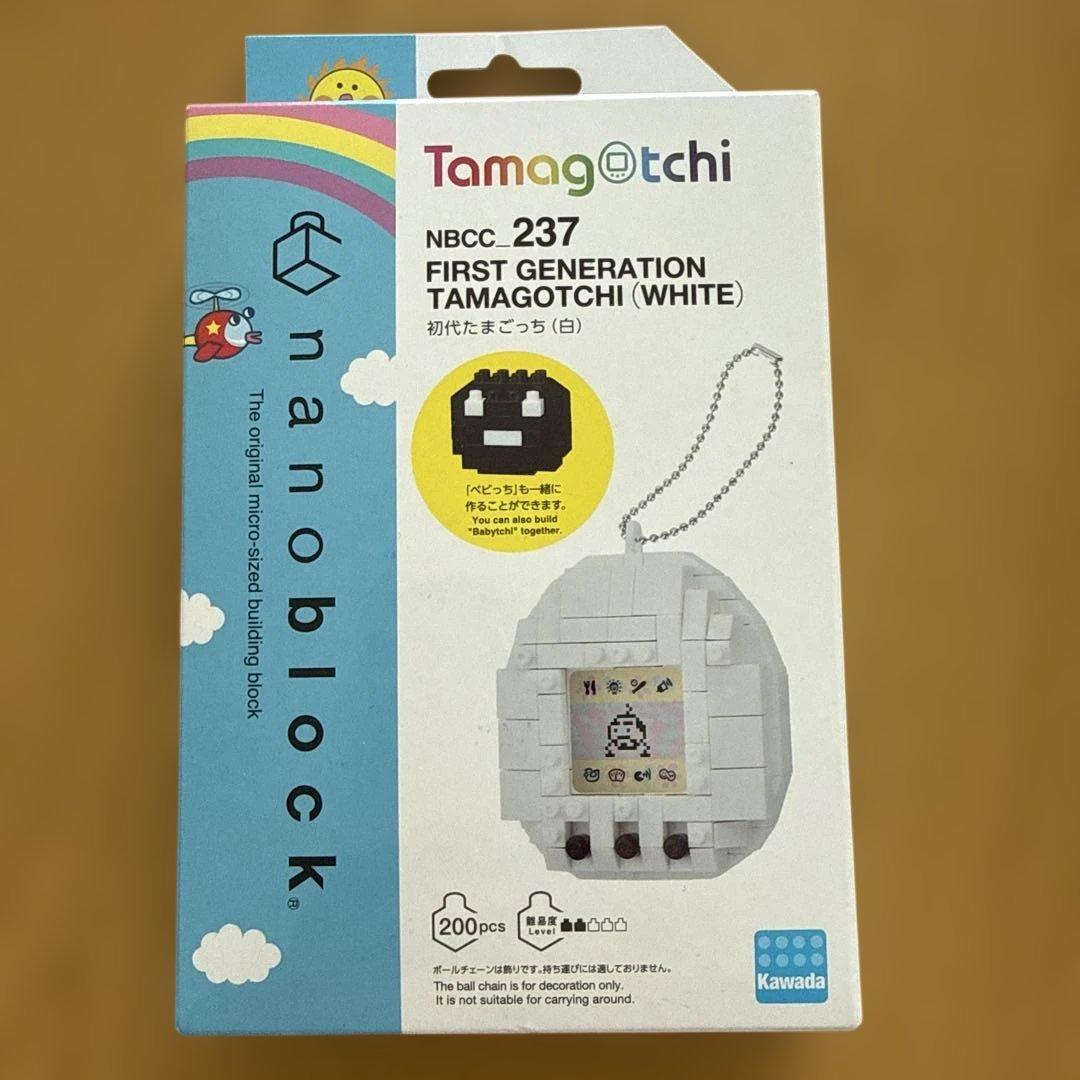 Tamagotchi
NBCC_237
FIRST GENERATION
TAMAGOTCHI (WHITE)
初代たまごっち (白)
「ベビっち」も一緒に
作ることができます。
You can also build
"Babytchi" together.
nanoblock®
The original micro-sized building block
200pcs
難易度
Level
ボールチェーンは飾りです。持ち運びには適しておりません。
The ball chain is for decoration only.
It is not suitable for carrying around.
Kawada